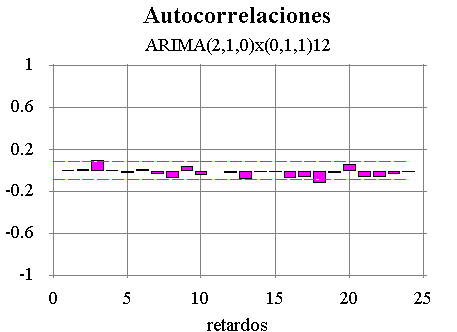 Autocorrelaciones
ARIMA(2,1,0)x(0,1,1)12
1
0.6
0.2
-0.2
-0.6
-1
0 5 10 15 20 25
retardos